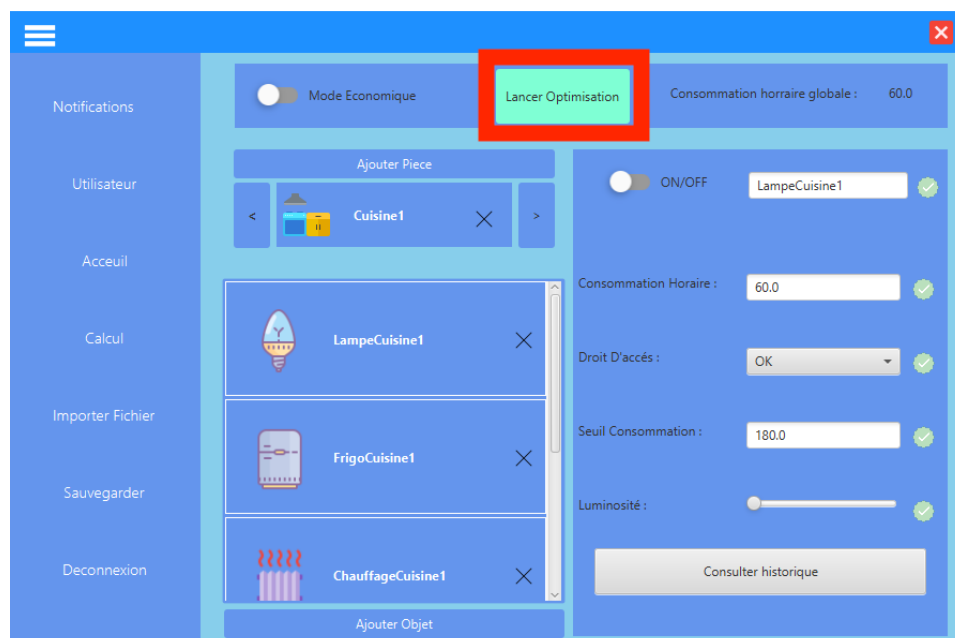 Mode Economique
Lancer Optimisation
Consommation horraire globale :
60.0
Notifications
Utilisateur
Acceuil
Calcul
Importer Fichier
Sauvegarder
Deconnexion
Ajouter Piece
<
Cuisine1
>
LampeCuisine1
FrigoCuisine1
ChauffageCuisine1
Ajouter Objet
ON/OFF
LampeCuisine1
Consommation Horaire :
60.0
Droit D'accés :
OK
Seuil Consommation :
180.0
Luminosité :
Consulter historique